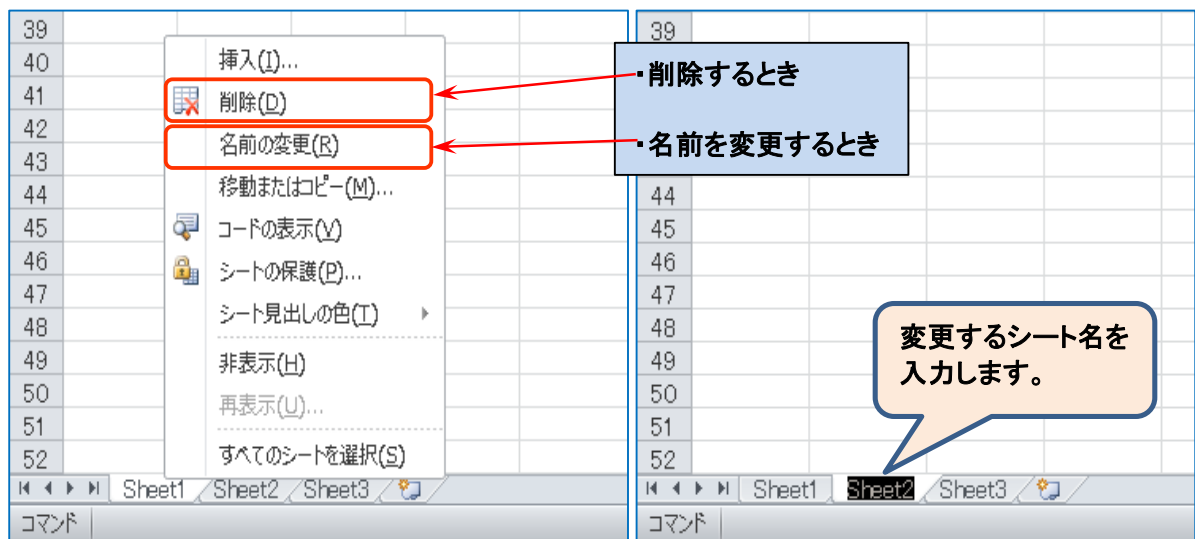 39
40
41
42
43
44
45
46
47
48
49
50
51
52
挿入(I)...
削除(D)
名前の変更(R)
移動またはコピー(M)...
コードの表示(V)
シートの保護(P)...
シート見出しの色(T)
非表示(H)
再表示(U)...
すべてのシートを選択(S)
Sheet1 Sheet2 Sheet3
コマンド
・削除するとき
・名前を変更するとき
39
44
45
46
47
48
49
50
51
52
変更するシート名を
入力します。
Sheet1 Sheet2 Sheet3
コマンド